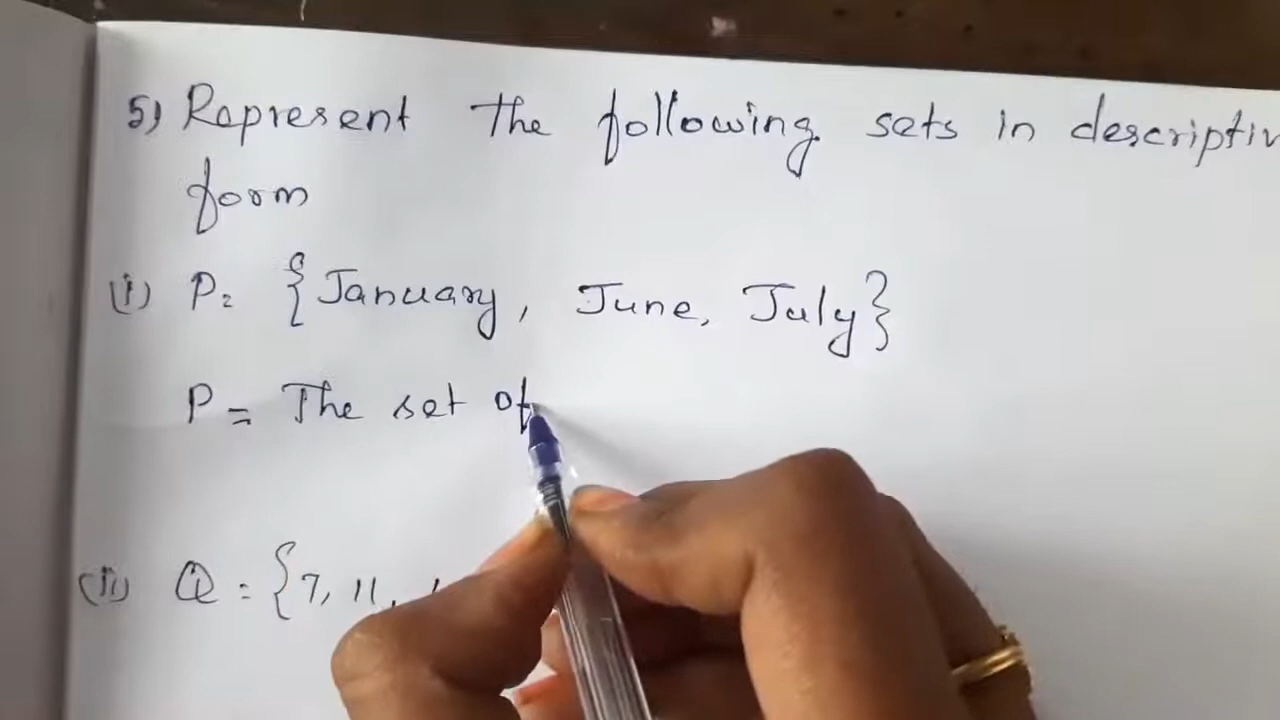 5) Represent the following sets in descriptiv
form
(i) P = {January, June, July}
P = The set of
(ii) Q = {7, 11,